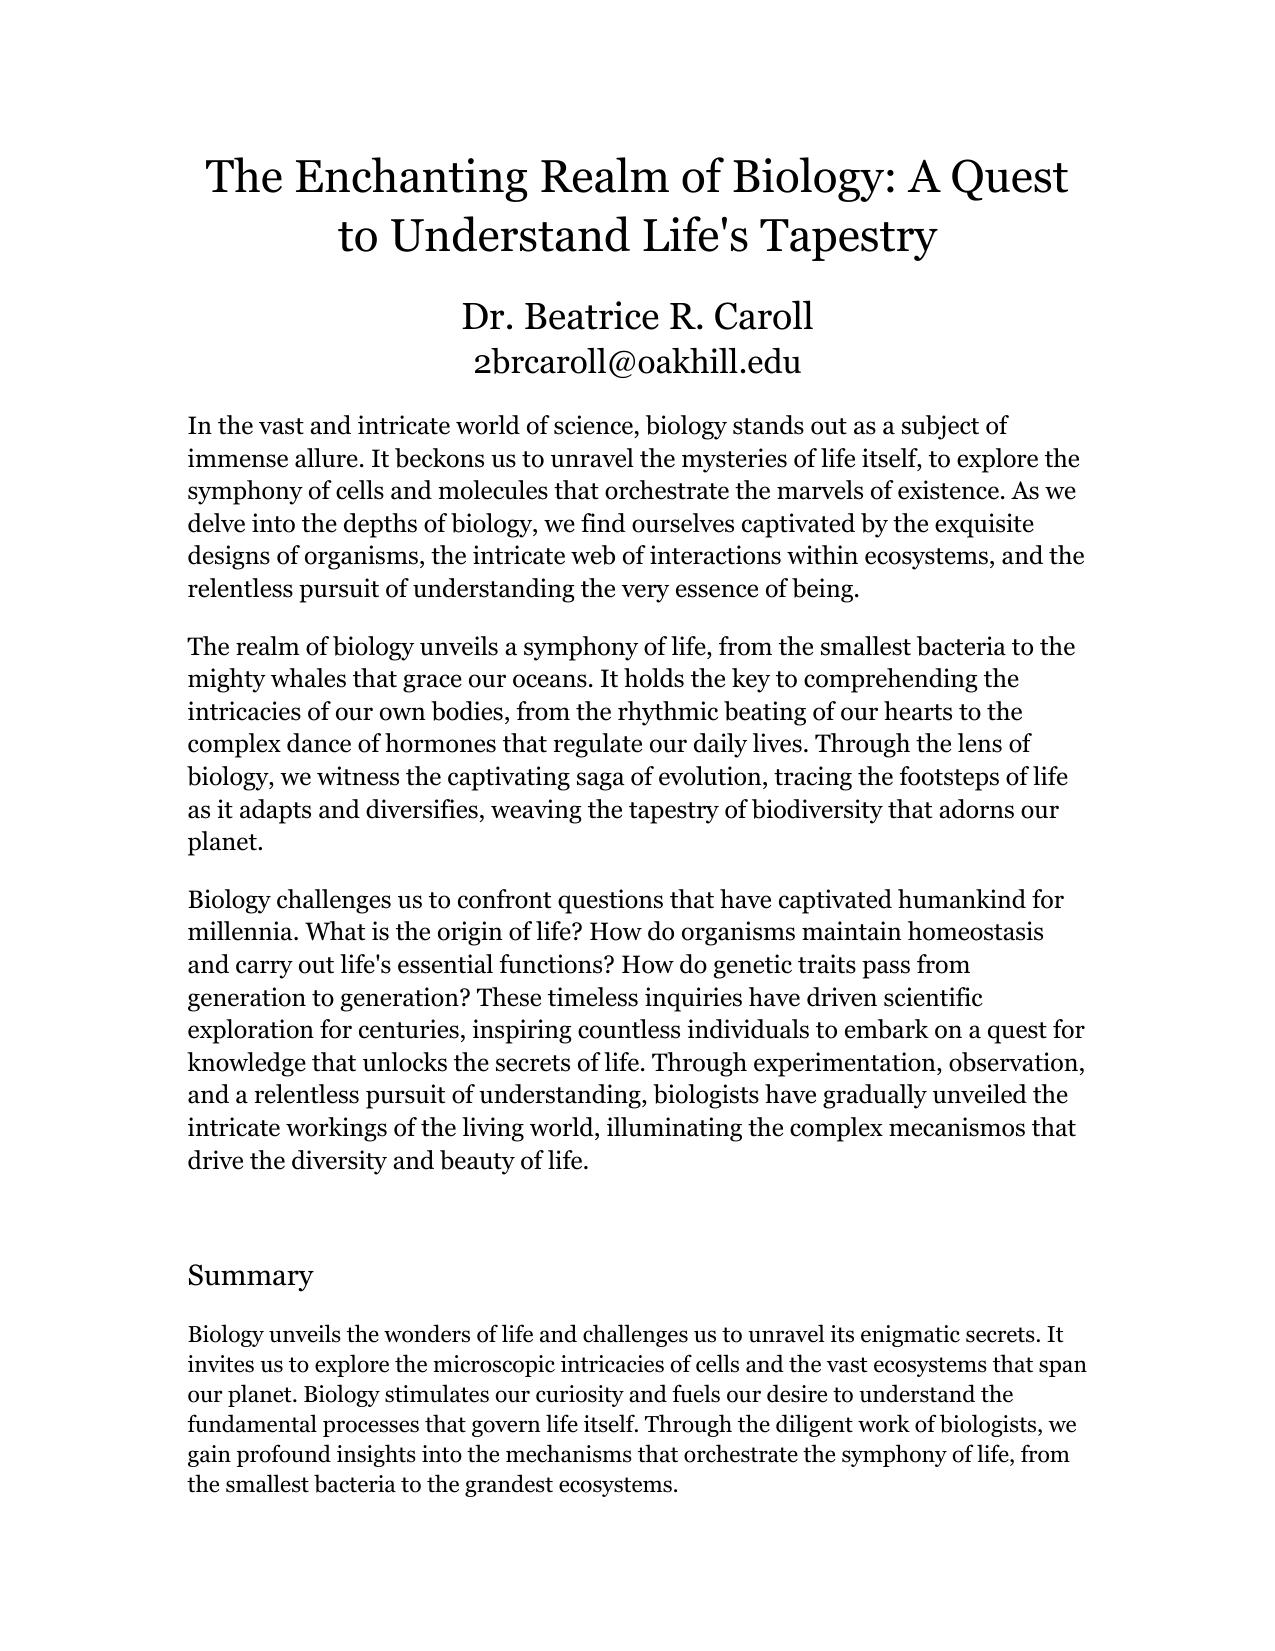 The Enchanting Realm of Biology: A Quest
to Understand Life's Tapestry
Dr. Beatrice R. Caroll
2brcaroll@oakhill.edu
In the vast and intricate world of science, biology stands out as a subject of
immense allure. It beckons us to unravel the mysteries of life itself, to explore the
symphony of cells and molecules that orchestrate the marvels of existence. As we
delve into the depths of biology, we find ourselves captivated by the exquisite
designs of organisms, the intricate web of interactions within ecosystems, and the
relentless pursuit of understanding the very essence of being.
The realm of biology unveils a symphony of life, from the smallest bacteria to the
mighty whales that grace our oceans. It holds the key to comprehending the
intricacies of our own bodies, from the rhythmic beating of our hearts to the
complex dance of hormones that regulate our daily lives. Through the lens of
biology, we witness the captivating saga of evolution, tracing the footsteps of life
as it adapts and diversifies, weaving the tapestry of biodiversity that adorns our
planet.
Biology challenges us to confront questions that have captivated humankind for
millennia. What is the origin of life? How do organisms maintain homeostasis
and carry out life's essential functions? How do genetic traits pass from
generation to generation? These timeless inquiries have driven scientific
exploration for centuries, inspiring countless individuals to embark on a quest for
knowledge that unlocks the secrets of life. Through experimentation, observation,
and a relentless pursuit of understanding, biologists have gradually unveiled the
intricate workings of the living world, illuminating the complex mecanismos that
drive the diversity and beauty of life.
Summary
Biology unveils the wonders of life and challenges us to unravel its enigmatic secrets. It
invites us to explore the microscopic intricacies of cells and the vast ecosystems that span
our planet. Biology stimulates our curiosity and fuels our desire to understand the
fundamental processes that govern life itself. Through the diligent work of biologists, we
gain profound insights into the mechanisms that orchestrate the symphony of life, from
the smallest bacteria to the grandest ecosystems.